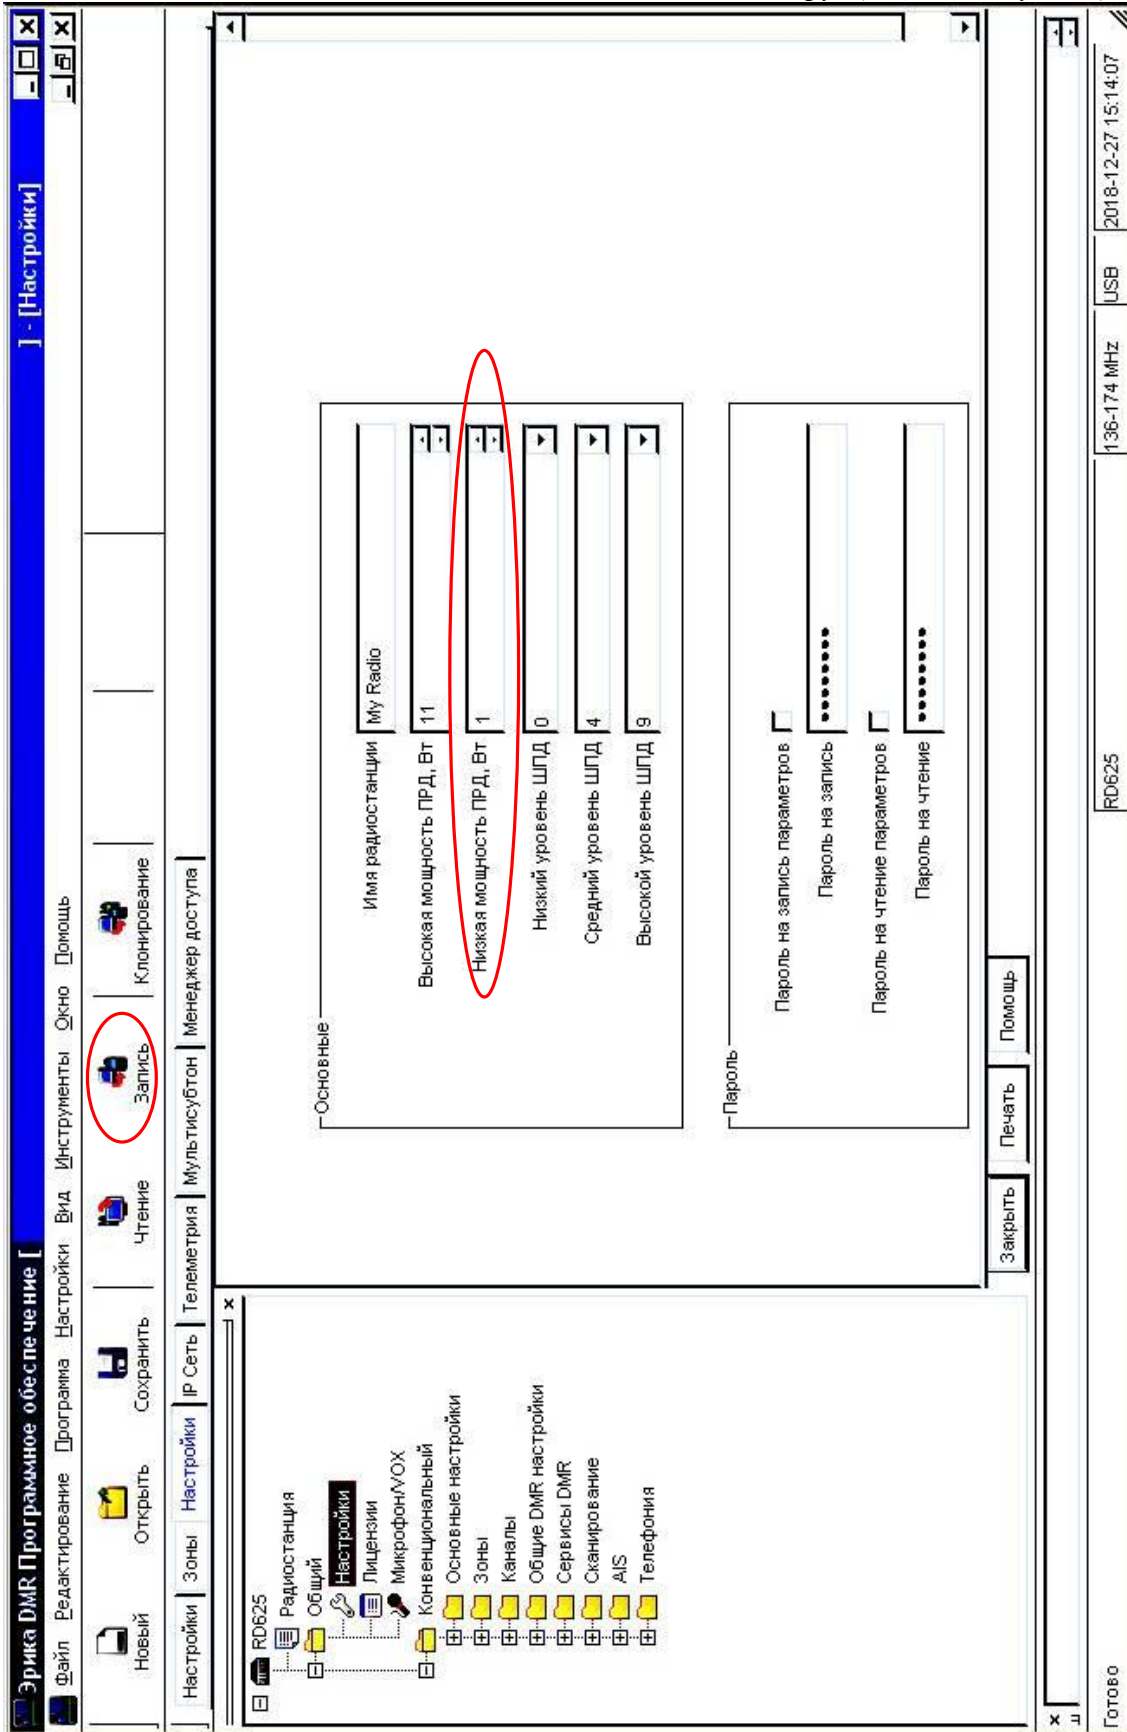 Эрика DMR Программное обеспечение [ ] - [Настройки]
Файл Редактирование Программа Настройки Вид Инструменты Окно Помощь
Новый Открыть Сохранить Чтение Запись Клонирование
Настройки Зоны Настройки IP Сеть Телеметрия Мультисубтон Менеджер доступа
RD625
Радиостанция
Общий
Настройки
Лицензии
Микрофон/VOX
Конвенциональный
Основные настройки
Зоны
Каналы
Общие DMR настройки
Сервисы DMR
Сканирование
AIS
Телефония
Основные
Имя радиостанции My Radio
Высокая мощность ПРД, Вт 11
Низкая мощность ПРД, Вт 1
Низкий уровень ШПД 0
Средний уровень ШПД 4
Высокой уровень ШПД 9
Пароль
Пароль на запись параметров
Пароль на запись ••••••••
Пароль на чтение параметров
Пароль на чтение ••••••••
Закрыть Печать Помощь
Готово RD625 136-174 MHz USB 2018-12-27 15:14:07